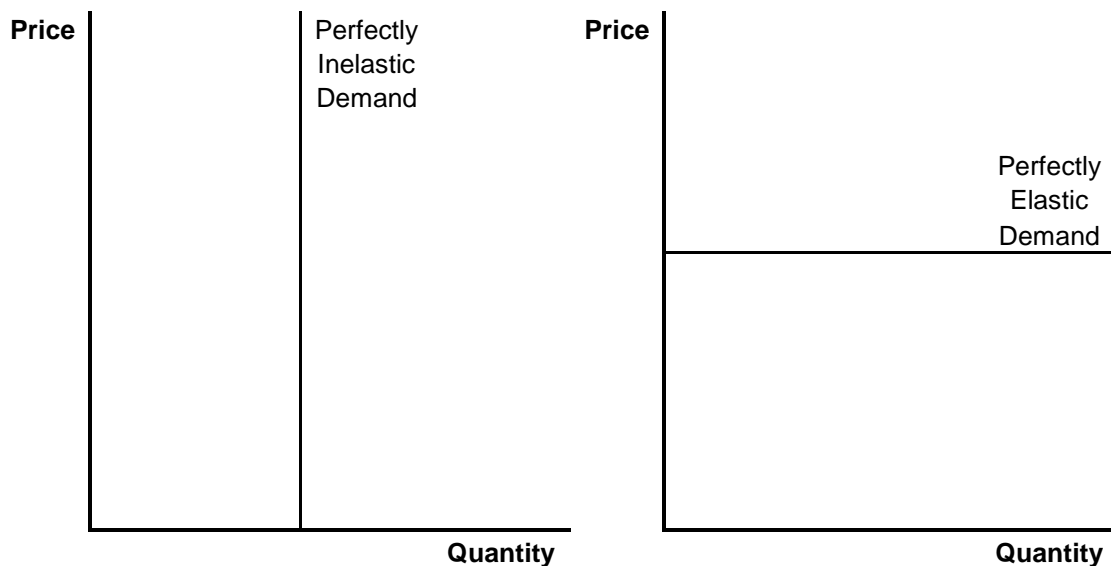 Price
Perfectly
Inelastic
Demand
Quantity
Price
Perfectly
Elastic
Demand
Quantity